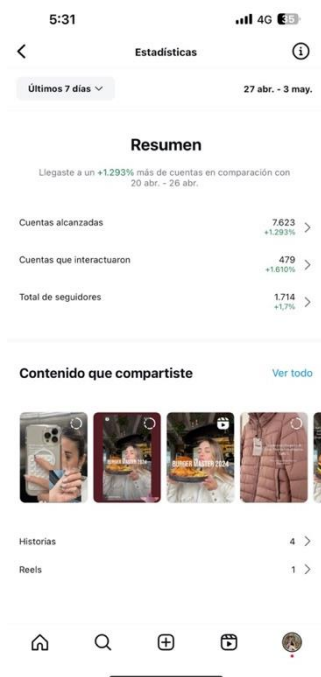 5:31
4G 35
Estadísticas
Últimos 7 días
27 abr. - 3 may.
Resumen
Llegaste a un +1.293% más de cuentas en comparación con
20 abr. - 26 abr.
Cuentas alcanzadas
7.623
+1.293%
Cuentas que interactuaron
479
+1.610%
Total de seguidores
1.714
+1,7%
Contenido que compartiste
Ver todo
BURGER MASTER 2024
BURGER MASTER 2024
Historias
4
Reels
1